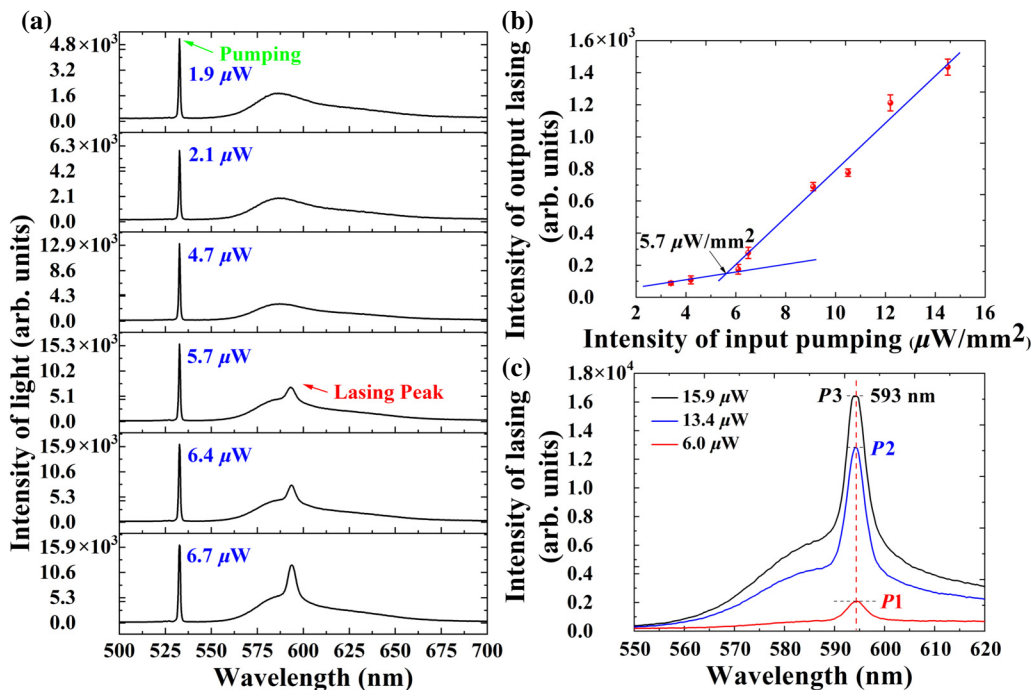 (a)
Intensity of light (arb. units)
4.8 ×10³
3.2
1.6
0.0
Pumping
1.9 μW
6.3 ×10³
4.2
2.1
0.0
2.1 μW
12.9 ×10³
8.6
4.3
0.0
4.7 μW
15.3 ×10³
10.2
5.1
0.0
5.7 μW
Lasing Peak
15.9 ×10³
10.6
5.3
0.0
6.4 μW
15.9 ×10³
10.6
5.3
0.0
6.7 μW
500 525 550 575 600 625 650 675 700
Wavelength (nm)
(b)
Intensity of output lasing
(arb. units)
1.6 ×10³
1.4
1.2
1.0
0.8
0.6
0.4
0.2
0.0
5.7 μW/mm²
2 4 6 8 10 12 14 16
Intensity of input pumping (μW/mm²)
(c)
Intensity of lasing
(arb. units)
1.8 ×10⁴
1.6
1.4
1.2
1.0
0.8
0.6
0.4
0.2
0.0
15.9 μW
13.4 μW
6.0 μW
P3
593 nm
P2
P1
550 560 570 580 590 600 610 620
Wavelength (nm)